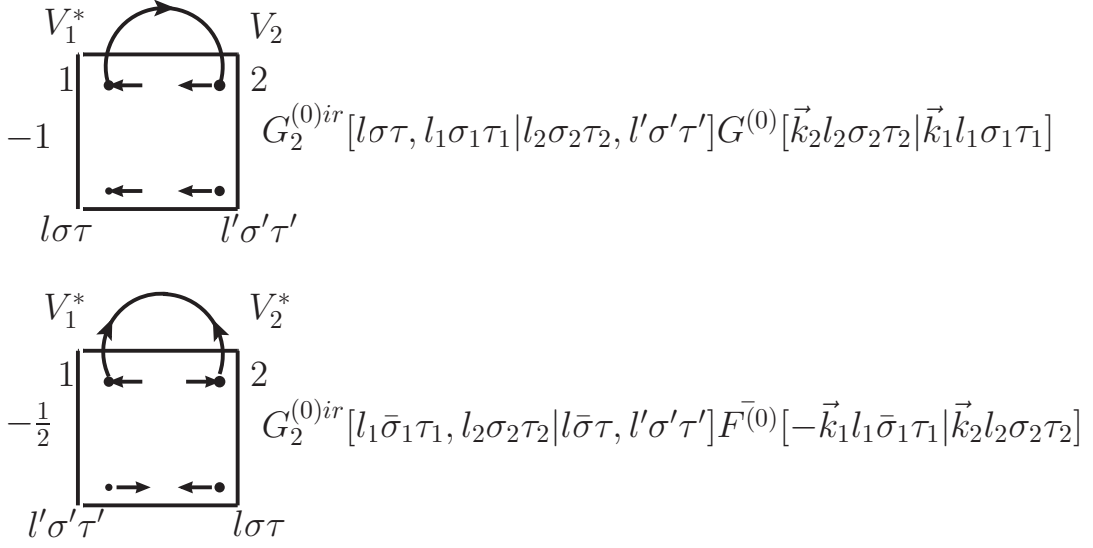 V_1^* V_2
1 2
-1 G_2^{(0)ir}[lστ, l_1σ_1τ_1|l_2σ_2τ_2, l'σ'τ']G^{(0)}[\vec{k}_2l_2σ_2τ_2|\vec{k}_1l_1σ_1τ_1]
lστ l'σ'τ'
V_1^* V_2^*
1 2
-\frac{1}{2} G_2^{(0)ir}[l_1\bar{σ}_1τ_1, l_2σ_2τ_2|l\bar{σ}τ, l'σ'τ']\bar{F^{(0)}}[-\vec{k}_1l_1\bar{σ}_1τ_1|\vec{k}_2l_2σ_2τ_2]
l'σ'τ' lστ